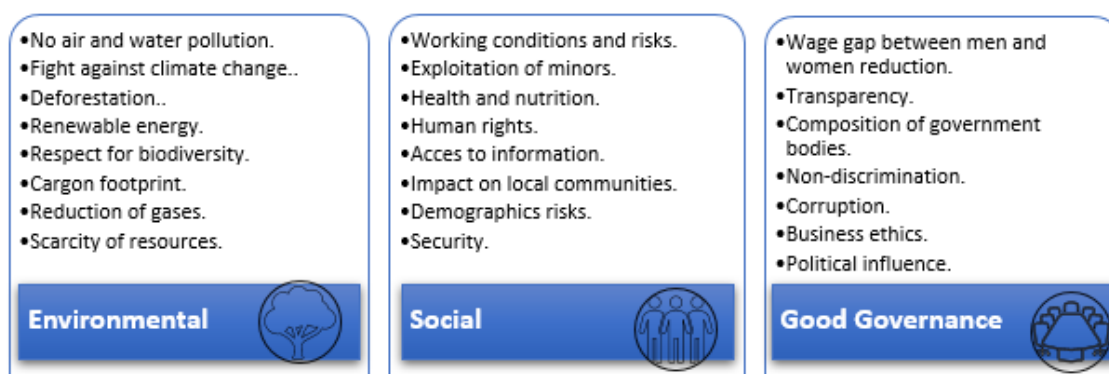 •No air and water pollution.
•Fight against climate change..
•Deforestation..
•Renewable energy.
•Respect for biodiversity.
•Cargon footprint.
•Reduction of gases.
•Scarcity of resources.
Environmental
•Working conditions and risks.
•Exploitation of minors.
•Health and nutrition.
•Human rights.
•Acces to information.
•Impact on local communities.
•Demographics risks.
•Security.
Social
•Wage gap between men and
women reduction.
•Transparency.
•Composition of government
bodies.
•Non-discrimination.
•Corruption.
•Business ethics.
•Political influence.
Good Governance